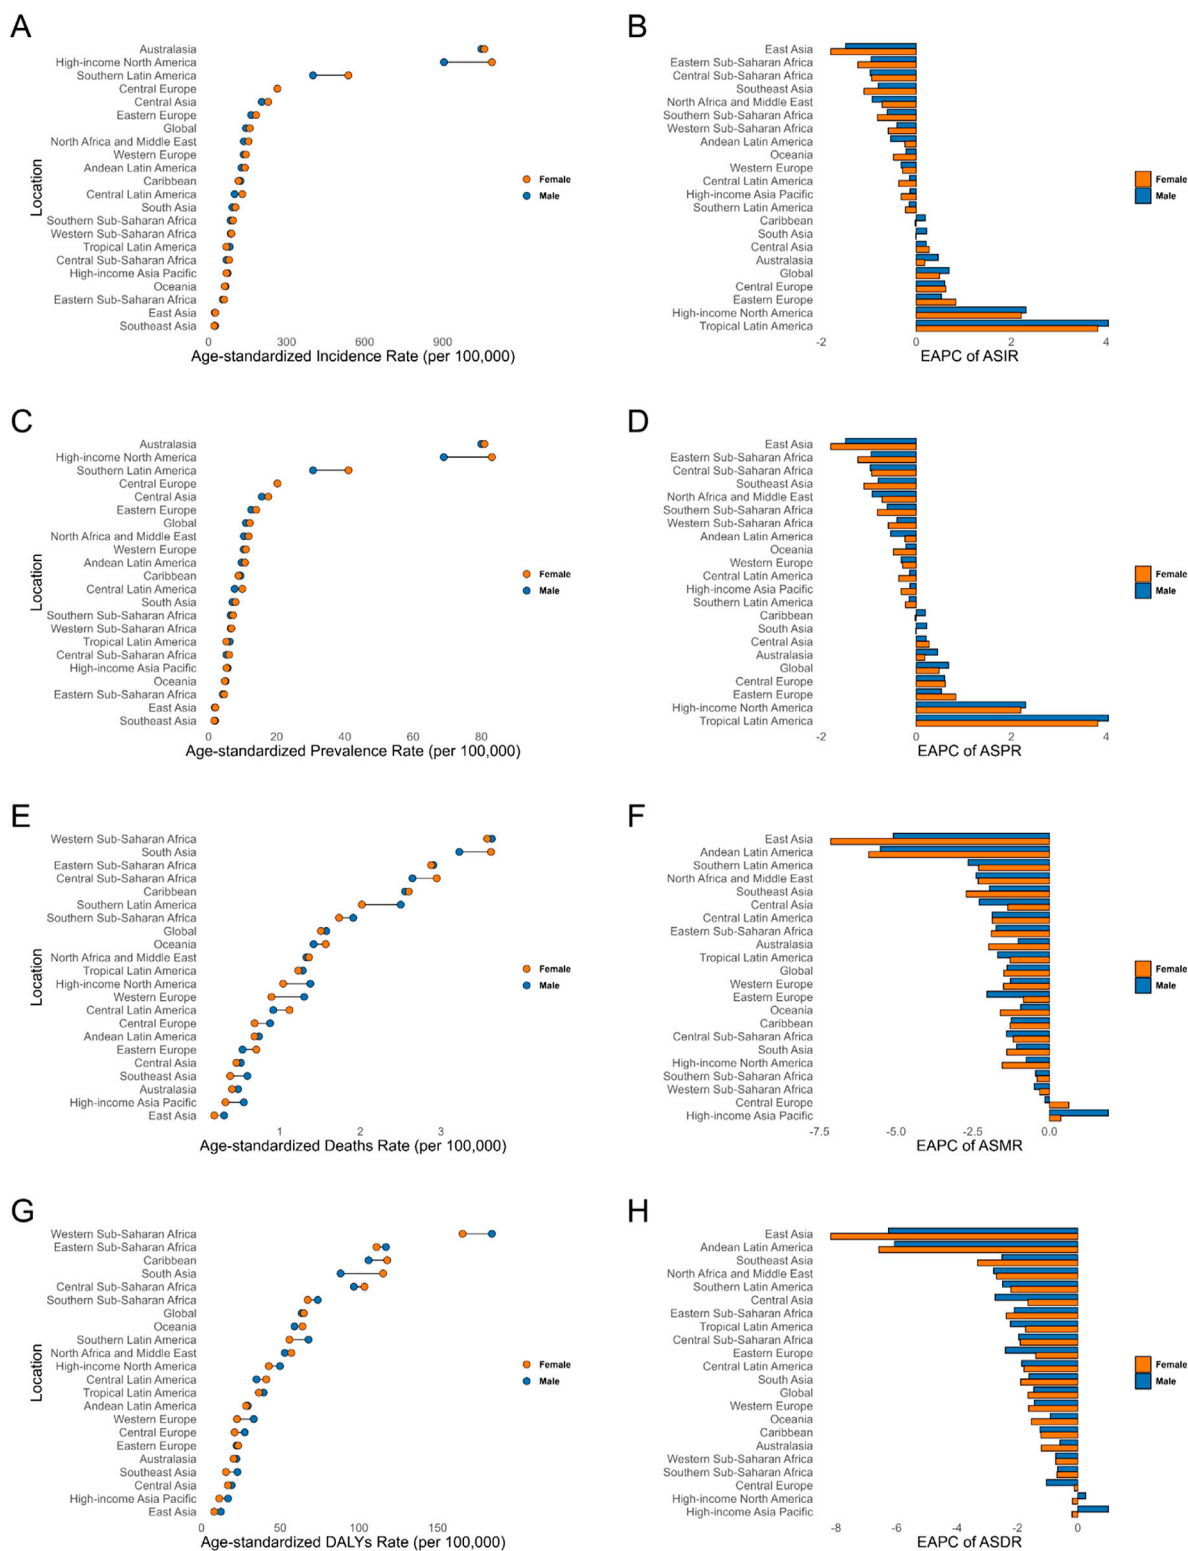 A
Location
Australasia
High-income North America
Southern Latin America
Central Europe
Central Asia
Eastern Europe
Global
North Africa and Middle East
Western Europe
Andean Latin America
Caribbean
Central Latin America
South Asia
Southern Sub-Saharan Africa
Western Sub-Saharan Africa
Tropical Latin America
Central Sub-Saharan Africa
High-income Asia Pacific
Oceania
Eastern Sub-Saharan Africa
East Asia
Southeast Asia
0 300 600 900
Age-standardized Incidence Rate (per 100,000)
Female
Male
B
East Asia
Eastern Sub-Saharan Africa
Central Sub-Saharan Africa
Southeast Asia
North Africa and Middle East
Southern Sub-Saharan Africa
Western Sub-Saharan Africa
Andean Latin America
Oceania
Western Europe
Central Latin America
High-income Asia Pacific
Southern Latin America
Caribbean
South Asia
Central Asia
Australasia
Global
Central Europe
Eastern Europe
High-income North America
Tropical Latin America
-2 0 2 4
EAPC of ASIR
Female
Male
C
Location
Australasia
High-income North America
Southern Latin America
Central Europe
Central Asia
Eastern Europe
Global
North Africa and Middle East
Western Europe
Andean Latin America
Caribbean
Central Latin America
South Asia
Southern Sub-Saharan Africa
Western Sub-Saharan Africa
Tropical Latin America
Central Sub-Saharan Africa
High-income Asia Pacific
Oceania
Eastern Sub-Saharan Africa
East Asia
Southeast Asia
0 20 40 60 80
Age-standardized Prevalence Rate (per 100,000)
Female
Male
D
East Asia
Eastern Sub-Saharan Africa
Central Sub-Saharan Africa
Southeast Asia
North Africa and Middle East
Southern Sub-Saharan Africa
Western Sub-Saharan Africa
Andean Latin America
Oceania
Western Europe
Central Latin America
High-income Asia Pacific
Southern Latin America
Caribbean
South Asia
Central Asia
Australasia
Global
Central Europe
Eastern Europe
High-income North America
Tropical Latin America
-2 0 2 4
EAPC of ASPR
Female
Male
E
Location
Western Sub-Saharan Africa
South Asia
Eastern Sub-Saharan Africa
Central Sub-Saharan Africa
Caribbean
Southern Latin America
Southern Sub-Saharan Africa
Global
Oceania
North Africa and Middle East
Tropical Latin America
High-income North America
Western Europe
Central Latin America
Central Europe
Andean Latin America
Eastern Europe
Central Asia
Southeast Asia
Australasia
High-income Asia Pacific
East Asia
1 2 3
Age-standardized Deaths Rate (per 100,000)
Female
Male
F
East Asia
Andean Latin America
Southern Latin America
North Africa and Middle East
Southeast Asia
Central Asia
Central Latin America
Eastern Sub-Saharan Africa
Australasia
Tropical Latin America
Global
Western Europe
Eastern Europe
Oceania
Caribbean
Central Sub-Saharan Africa
South Asia
High-income North America
Southern Sub-Saharan Africa
Western Sub-Saharan Africa
Central Europe
High-income Asia Pacific
-7.5 -5.0 -2.5 0.0
EAPC of ASMR
Female
Male
G
Location
Western Sub-Saharan Africa
Eastern Sub-Saharan Africa
Caribbean
South Asia
Central Sub-Saharan Africa
Southern Sub-Saharan Africa
Global
Oceania
Southern Latin America
North Africa and Middle East
High-income North America
Central Latin America
Tropical Latin America
Andean Latin America
Western Europe
Central Europe
Eastern Europe
Australasia
Southeast Asia
Central Asia
High-income Asia Pacific
East Asia
0 50 100 150
Age-standardized DALYs Rate (per 100,000)
Female
Male
H
East Asia
Andean Latin America
Southeast Asia
North Africa and Middle East
Southern Latin America
Central Asia
Eastern Sub-Saharan Africa
Tropical Latin America
Central Sub-Saharan Africa
Eastern Europe
Central Latin America
South Asia
Global
Western Europe
Oceania
Caribbean
Australasia
Western Sub-Saharan Africa
Southern Sub-Saharan Africa
Central Europe
High-income North America
High-income Asia Pacific
-8 -6 -4 -2 0
EAPC of ASDR
Female
Male